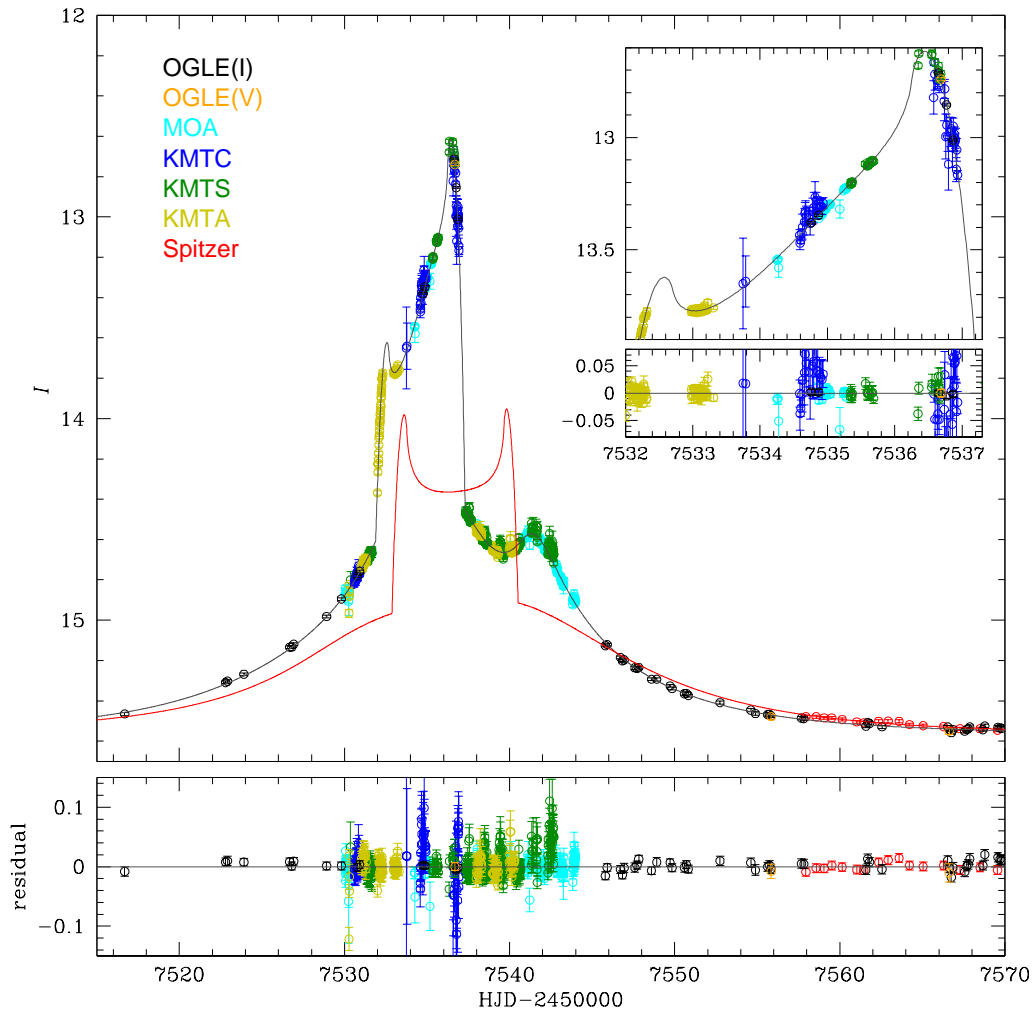 12
13
14
15
I
OGLE(I)
OGLE(V)
MOA
KMTC
KMTS
KMTA
Spitzer
13
13.5
0.05
0
−0.05
7532 7533 7534 7535 7536 7537
0.1
0
−0.1
residual
7520 7530 7540 7550 7560 7570
HJD−2450000